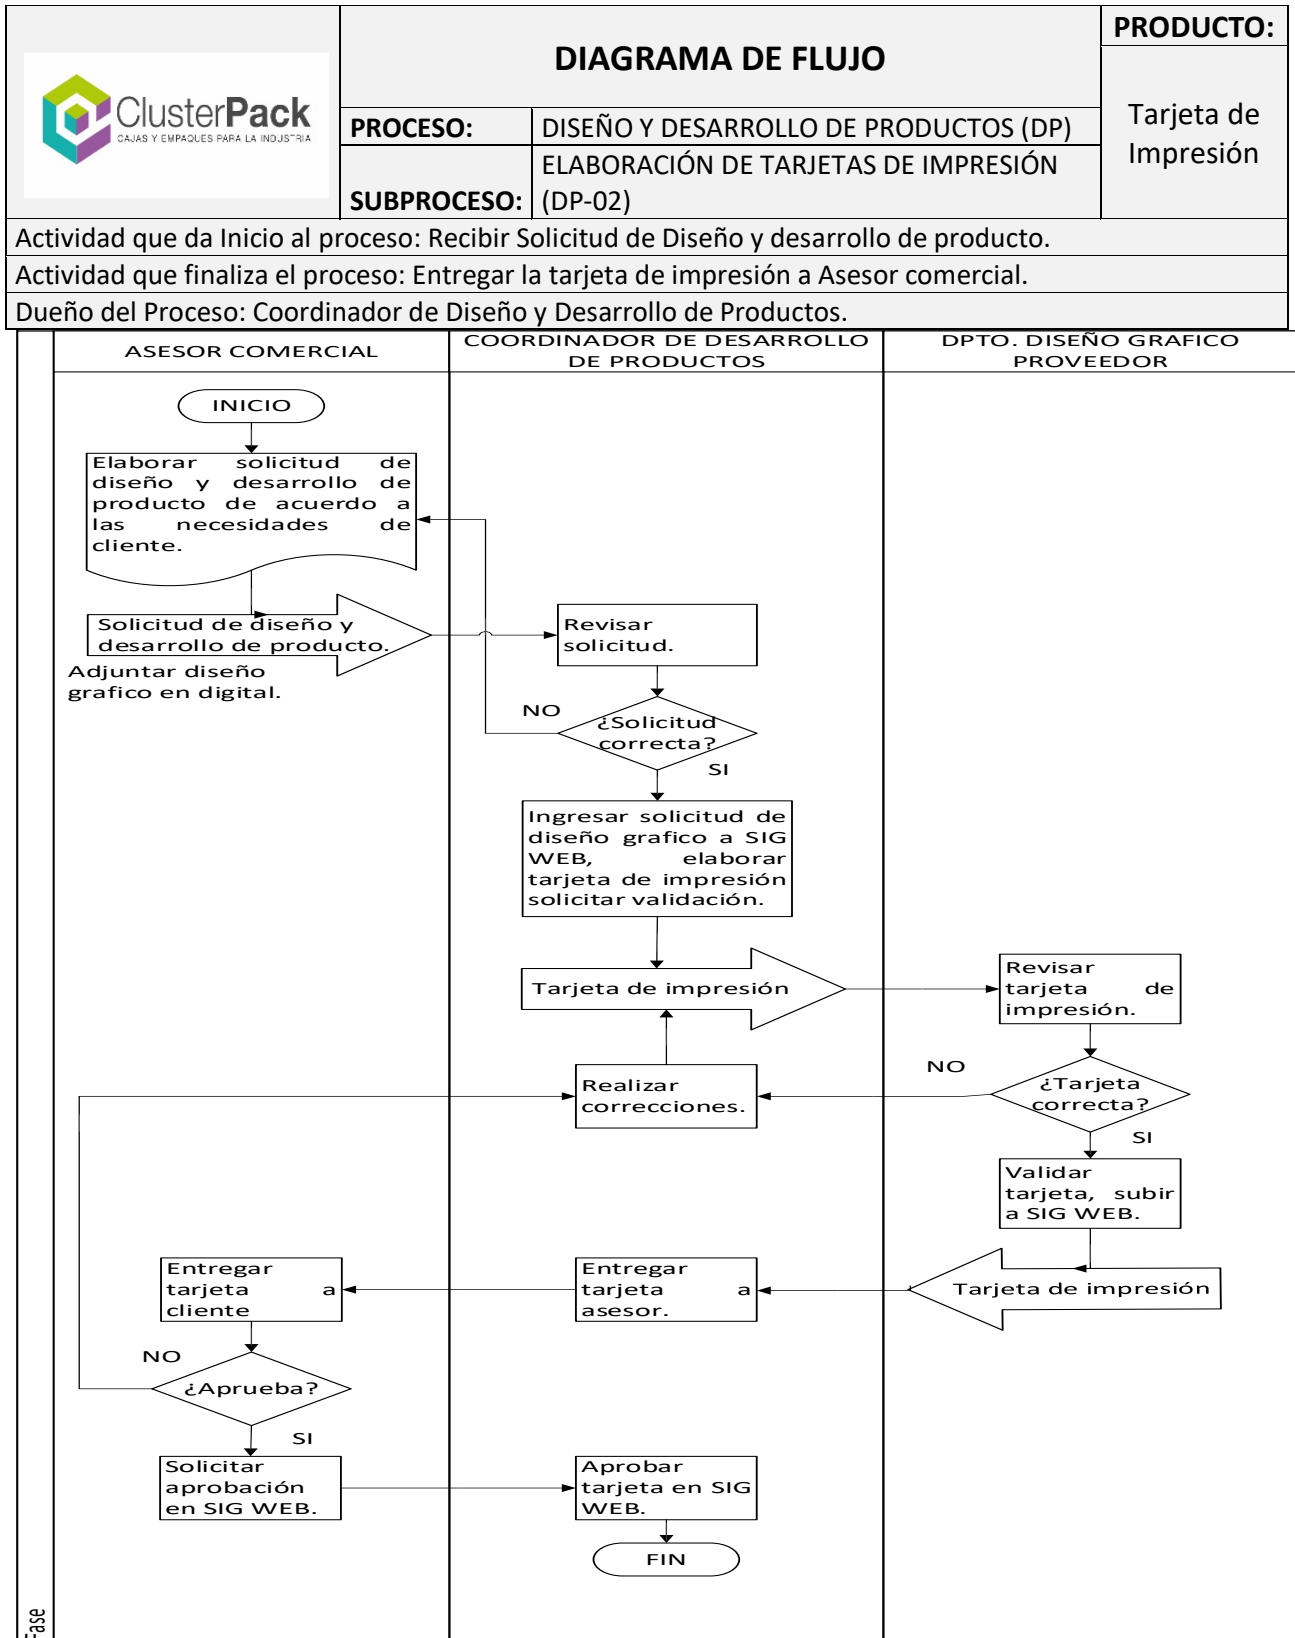 ClusterPack
CAJAS Y EMPAQUES PARA LA INDUSTRIA
DIAGRAMA DE FLUJO
PRODUCTO:
Tarjeta de
Impresión
PROCESO:
DISEÑO Y DESARROLLO DE PRODUCTOS (DP)
SUBPROCESO:
ELABORACIÓN DE TARJETAS DE IMPRESIÓN
(DP-02)
Actividad que da Inicio al proceso: Recibir Solicitud de Diseño y desarrollo de producto.
Actividad que finaliza el proceso: Entregar la tarjeta de impresión a Asesor comercial.
Dueño del Proceso: Coordinador de Diseño y Desarrollo de Productos.
ASESOR COMERCIAL
COORDINADOR DE DESARROLLO
DE PRODUCTOS
DPTO. DISEÑO GRAFICO
PROVEEDOR
INICIO
Elaborar solicitud de
diseño y desarrollo de
producto de acuerdo a
las necesidades de
cliente.
Solicitud de diseño y
desarrollo de producto.
Adjuntar diseño
grafico en digital.
Revisar
solicitud.
NO
¿Solicitud
correcta?
SI
Ingresar solicitud de
diseño grafico a SIG
WEB, elaborar
tarjeta de impresión
solicitar validación.
Tarjeta de impresión
Revisar
tarjeta de
impresión.
NO
¿Tarjeta
correcta?
SI
Realizar
correcciones.
Validar
tarjeta, subir
a SIG WEB.
Tarjeta de impresión
Entregar
tarjeta a
asesor.
Entregar
tarjeta a
cliente
NO
¿Aprueba?
SI
Solicitar
aprobación
en SIG WEB.
Aprobar
tarjeta en SIG
WEB.
FIN
Fase